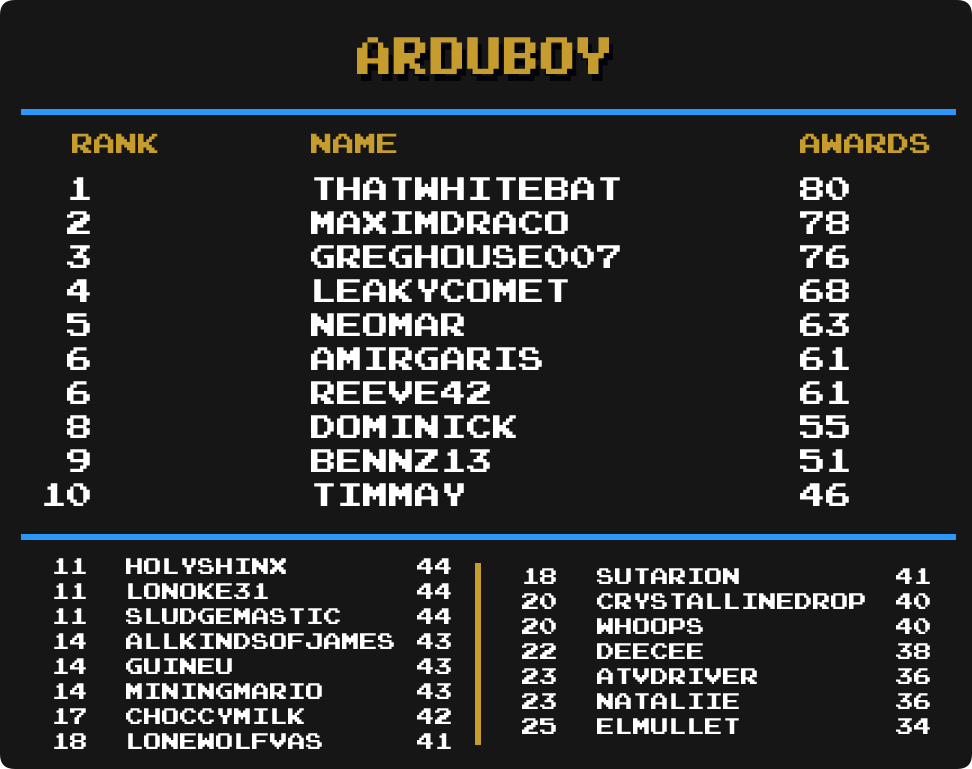 ARDUBOY
RANK NAME AWARDS
1 THATWHITEBAT 80
2 MAXIMDRACO 78
3 GREGHOUSE007 76
4 LEAKYCOMET 68
5 NEOMAR 63
6 AMIRGARIS 61
6 REEVE42 61
8 DOMINICK 55
9 BENNZ13 51
10 TIMMAY 46
11 HOLYSHINX 44
11 LONOKE31 44
11 SLUDGEMASTIC 44
14 ALLKINDSOFJAMES 43
14 GUINEU 43
14 MININGMARIO 43
17 CHOCCYMILK 42
18 LONEWOLFVAS 41
18 SUTARION 41
20 CRYSTALLINEDROP 40
20 WHOOPS 40
22 DEECEE 38
23 ATVDRIVER 36
23 NATALIIE 36
25 ELMULLET 34